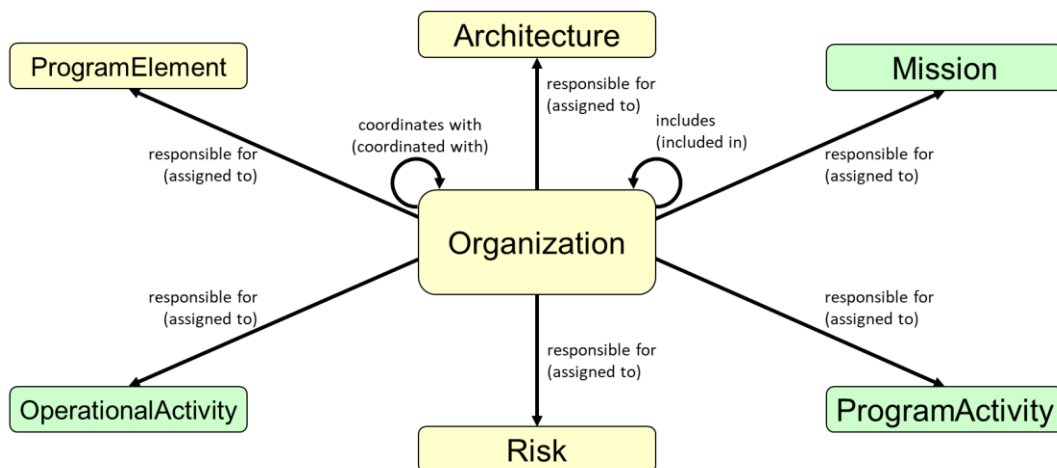 Architecture
ProgramElement
Mission
responsible for
(assigned to)
coordinates with
(coordinated with)
includes
(included in)
responsible for
(assigned to)
responsible for
(assigned to)
Organization
responsible for
(assigned to)
responsible for
(assigned to)
responsible for
(assigned to)
OperationalActivity
ProgramActivity
Risk